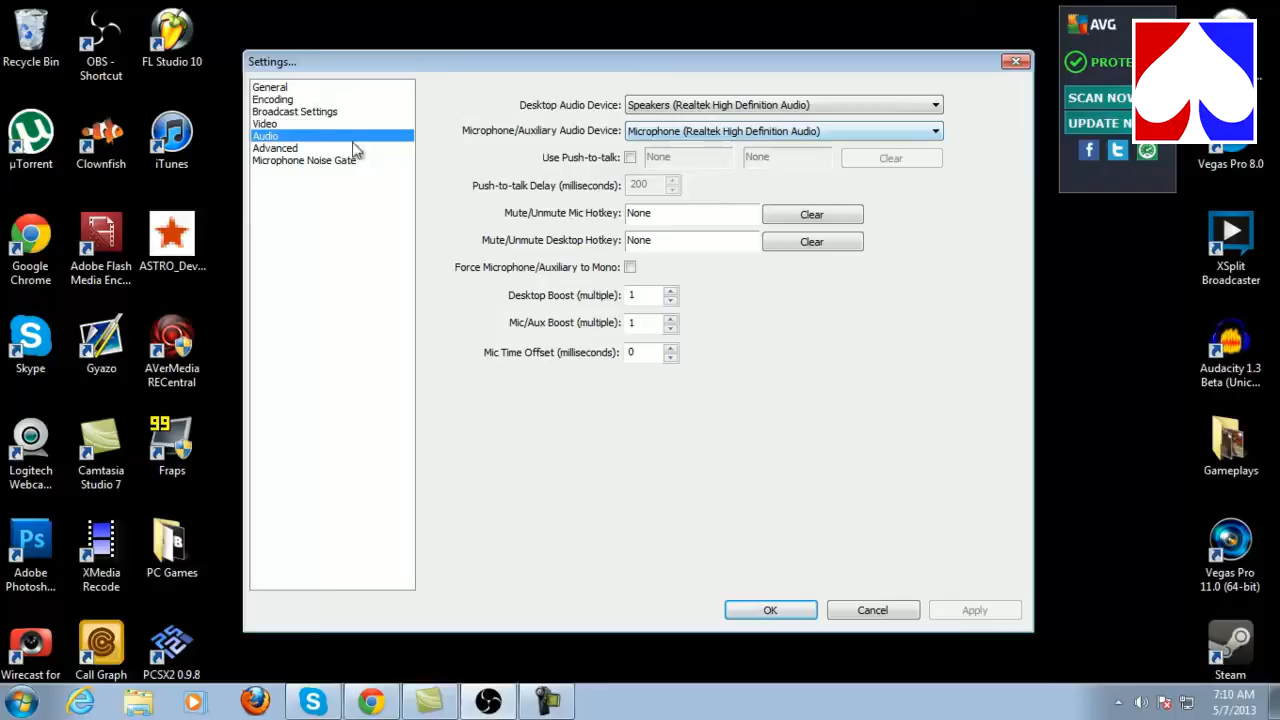 Recycle Bin
OBS -
Shortcut
FL Studio 10
µTorrent
Clownfish
iTunes
Google
Chrome
Adobe Flash
Media Enc...
ASTRO_Dev...
Skype
Gyazo
AVerMedia
RECentral
Logitech
Webca...
Camtasia
Studio 7
99
Fraps
Ps
Adobe
Photosh...
XMedia
Recode
B
PC Games
Wirecast for
Call Graph
PCSX2 0.9.8
Settings...
General
Encoding
Broadcast Settings
Video
Audio
Advanced
Microphone Noise Gate
Desktop Audio Device: Speakers (Realtek High Definition Audio)
Microphone/Auxiliary Audio Device: Microphone (Realtek High Definition Audio)
Use Push-to-talk: None None Clear
Push-to-talk Delay (milliseconds): 200
Mute/Unmute Mic Hotkey: None Clear
Mute/Unmute Desktop Hotkey: None Clear
Force Microphone/Auxiliary to Mono:
Desktop Boost (multiple): 1
Mic/Aux Boost (multiple): 1
Mic Time Offset (milliseconds): 0
OK Cancel Apply
AVG
PROTE
SCAN NOW
UPDATE N
Vegas Pro 8.0
XSplit
Broadcaster
Audacity 1.3
Beta (Unic...
Gameplays
Vegas Pro
11.0 (64-bit)
Steam
7:10 AM
5/7/2013